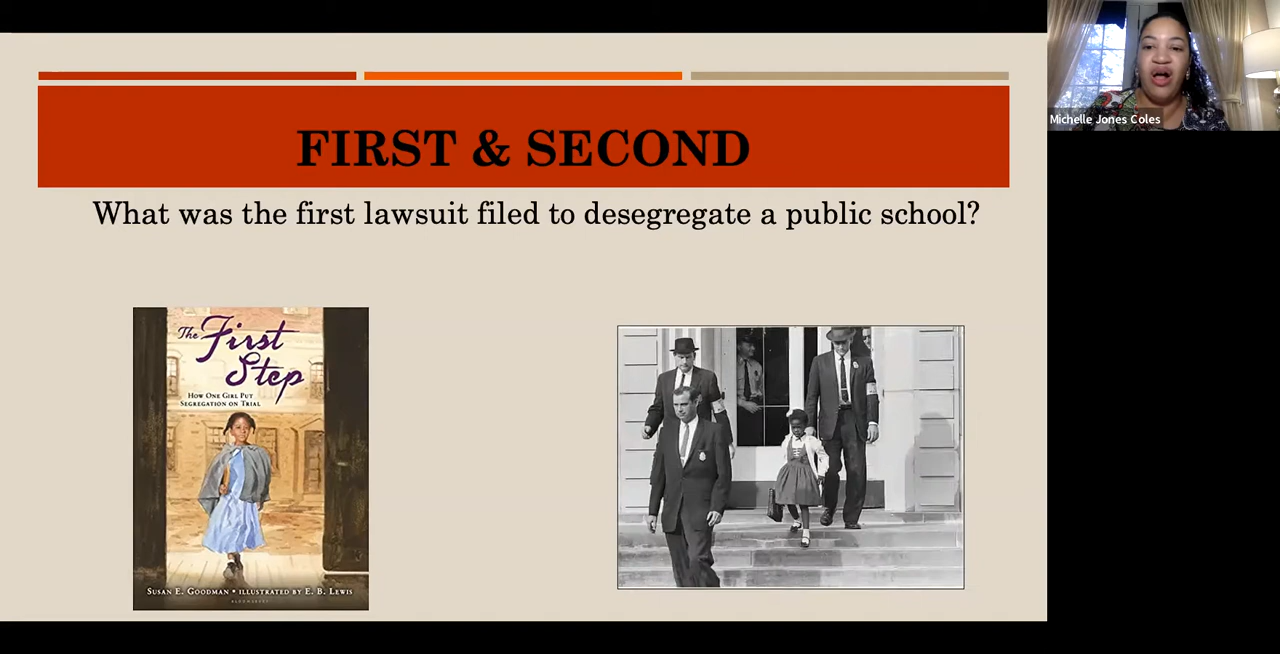 FIRST & SECOND
What was the first lawsuit filed to desegregate a public school?
The First
Step
HOW ONE GIRL PUT
SEGREGATION ON TRIAL
SUSAN E. GOODMAN • ILLUSTRATED BY E. B. LEWIS
BLOOMSBURY
Michelle Jones Coles